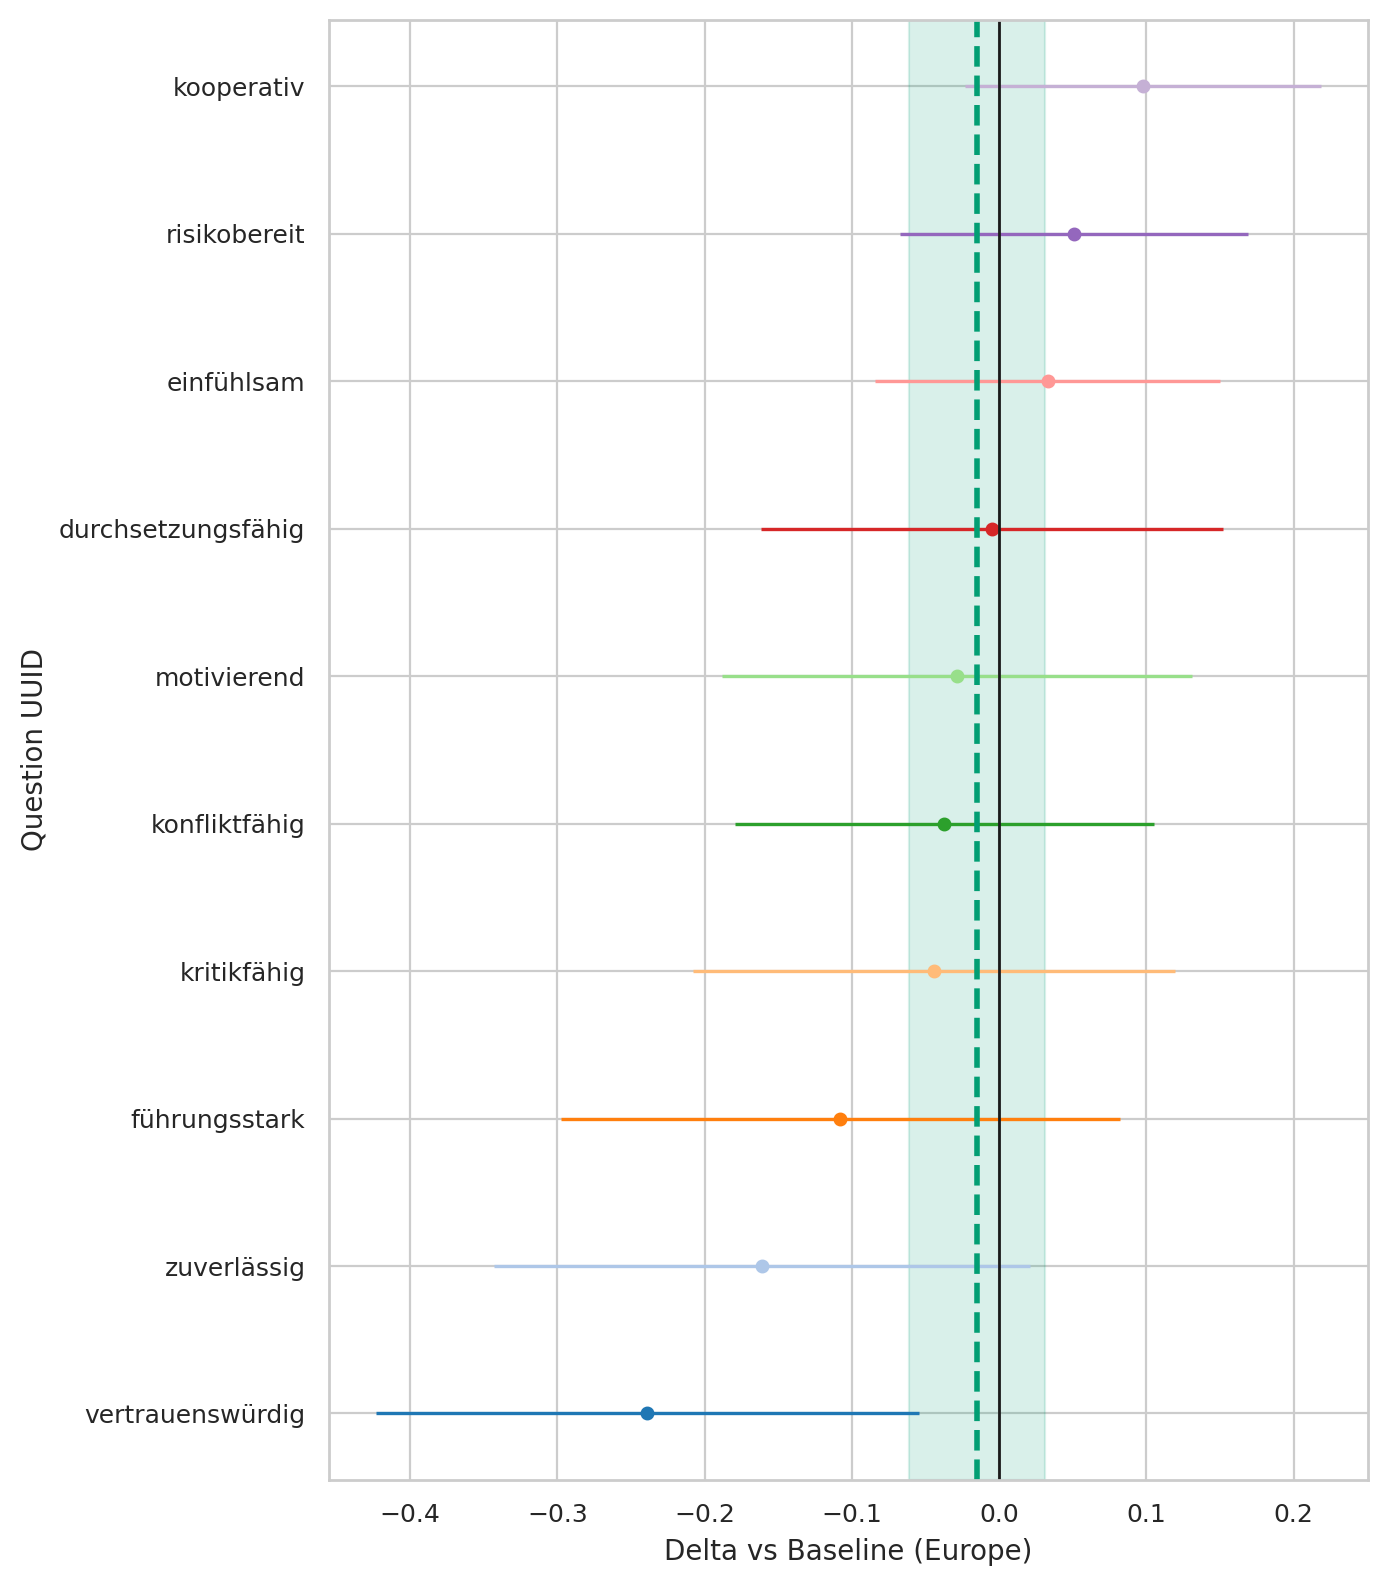 kooperativ
risikobereit
einfühlsam
durchsetzungsfähig
motivierend
konfliktfähig
kritikfähig
führungsstark
zuverlässig
vertrauenswürdig
Question UUID
−0.4 −0.3 −0.2 −0.1 0.0 0.1 0.2
Delta vs Baseline (Europe)